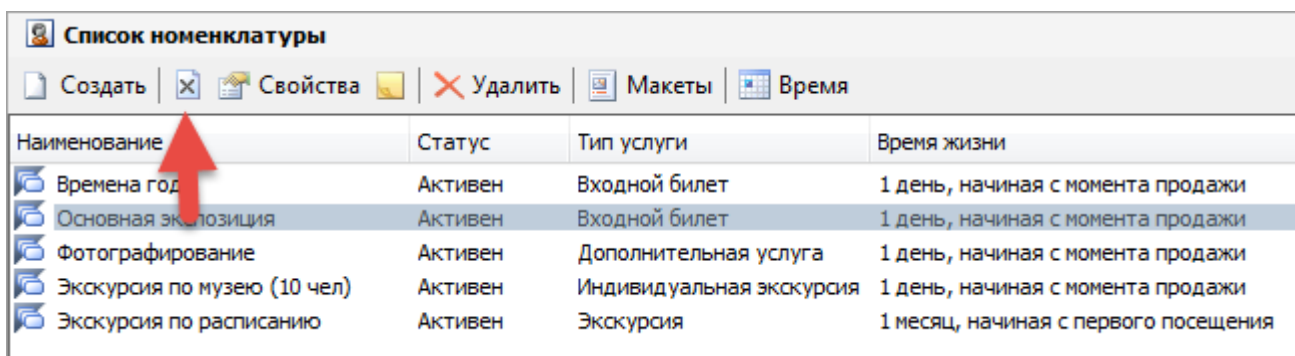 Список номенклатуры
Создать Свойства Удалить Макеты Время
Наименование Статус Тип услуги Время жизни
Времена год Активен Входной билет 1 день, начиная с момента продажи
Основная экспозиция Активен Входной билет 1 день, начиная с момента продажи
Фотографирование Активен Дополнительная услуга 1 день, начиная с момента продажи
Экскурсия по музею (10 чел) Активен Индивидуальная экскурсия 1 день, начиная с момента продажи
Экскурсия по расписанию Активен Экскурсия 1 месяц, начиная с первого посещения